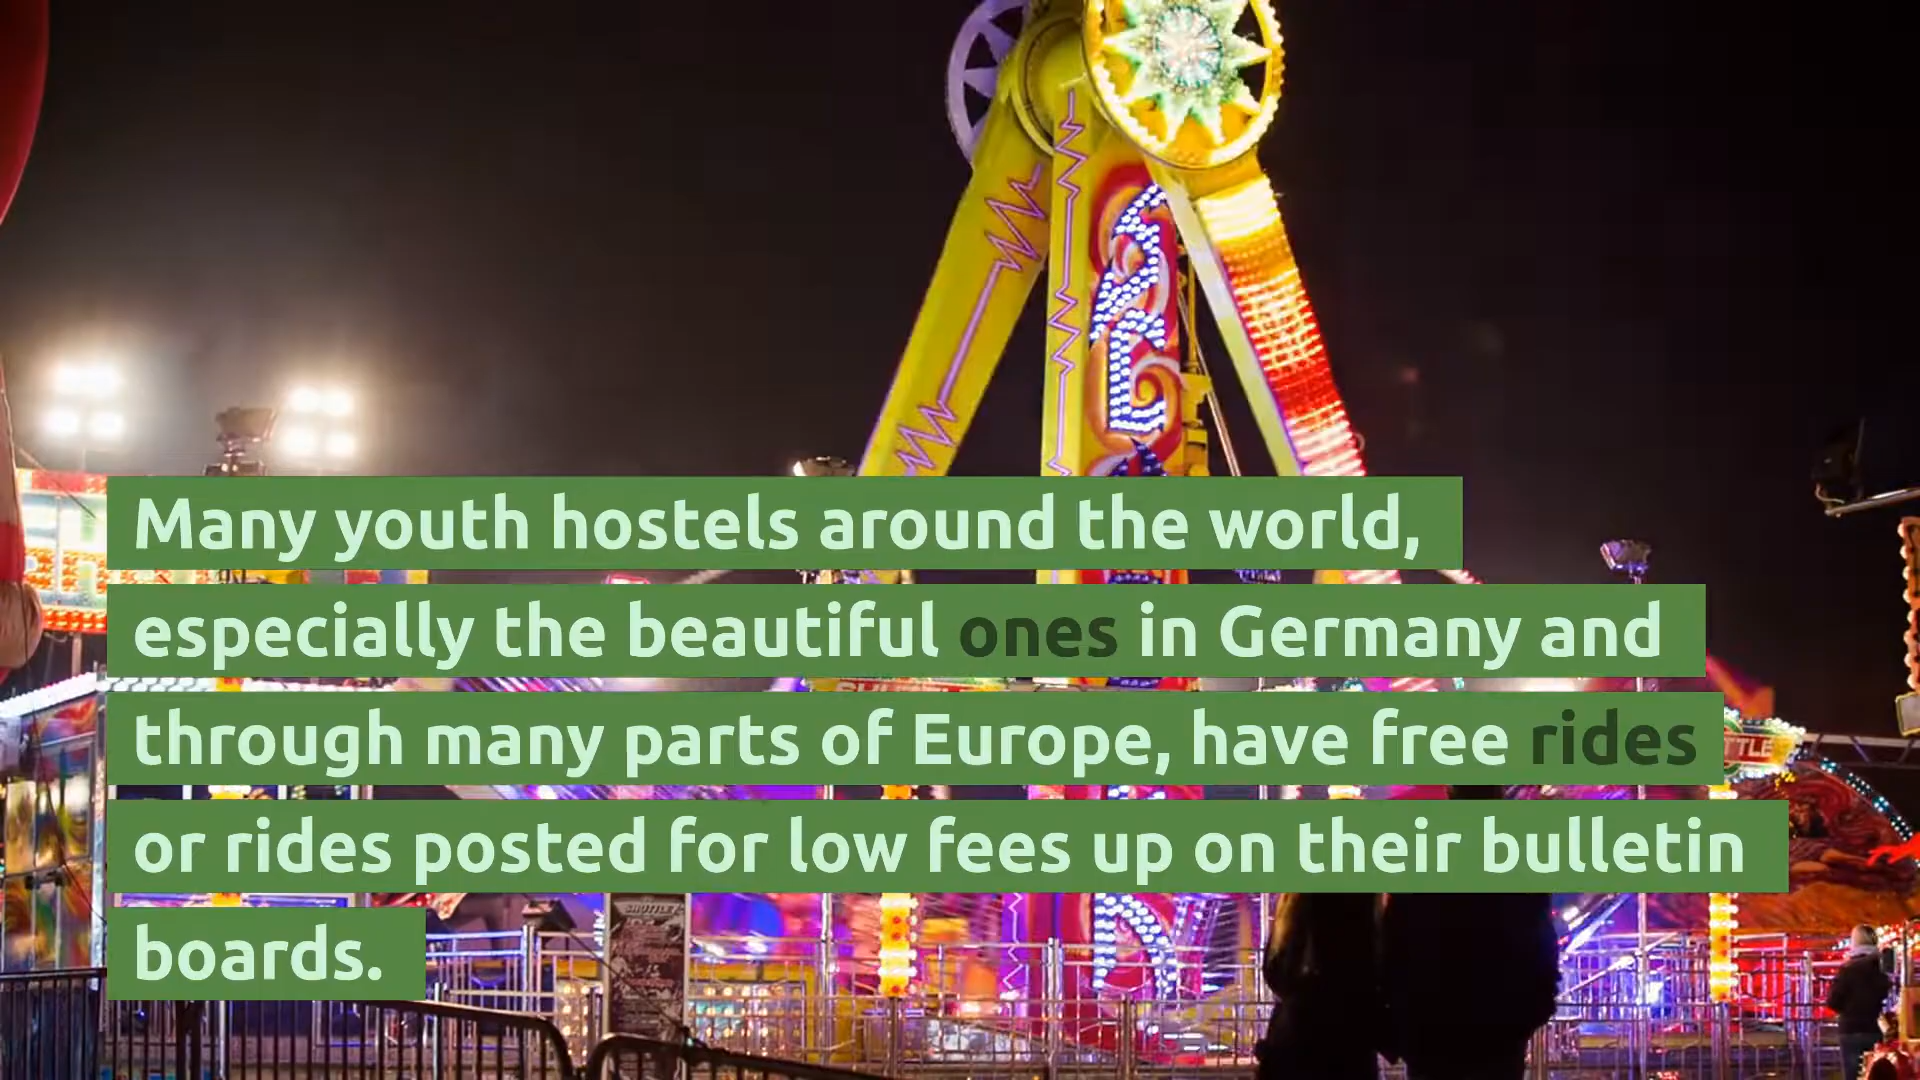 Many youth hostels around the world,
especially the beautiful ones in Germany and
through many parts of Europe, have free rides
or rides posted for low fees up on their bulletin
boards.